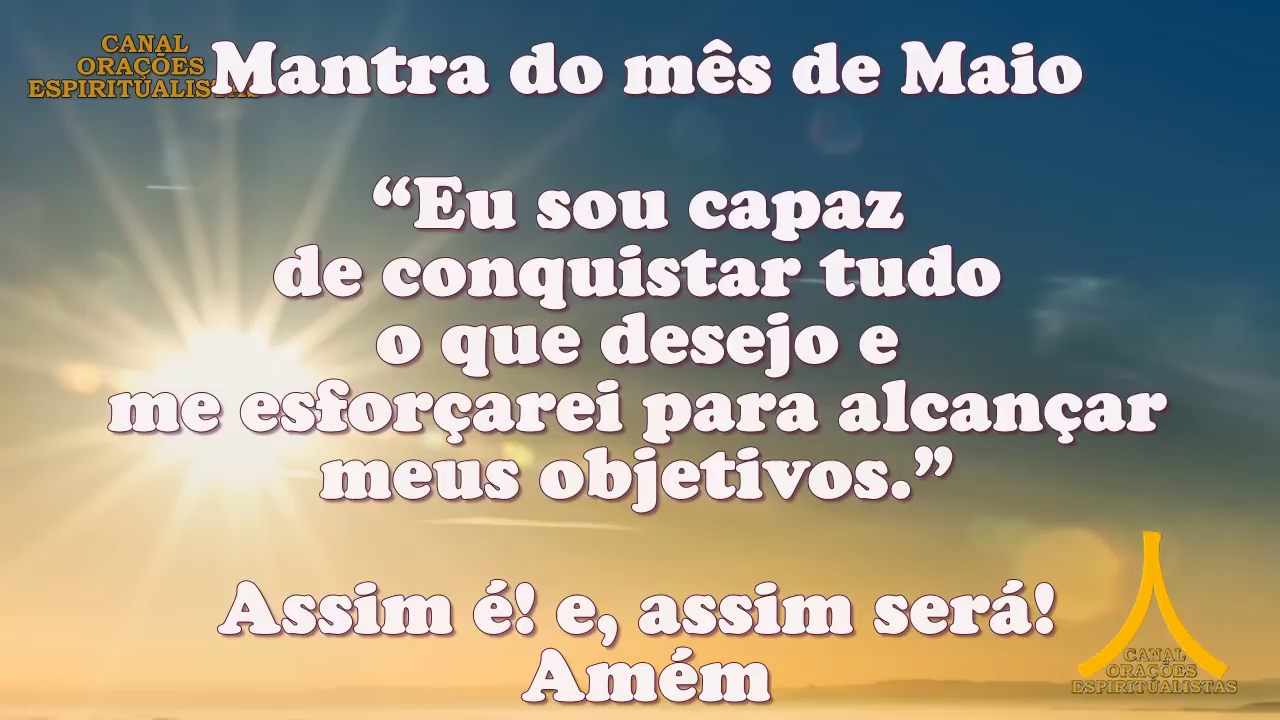 CANAL
ORAÇÕES
ESPIRITUALISTAS
Mantra do mês de Maio
“Eu sou capaz
de conquistar tudo
o que desejo e
me esforçarei para alcançar
meus objetivos.”
Assim é! e, assim será!
Amém
CANAL
ORAÇÕES
ESPIRITUALISTAS